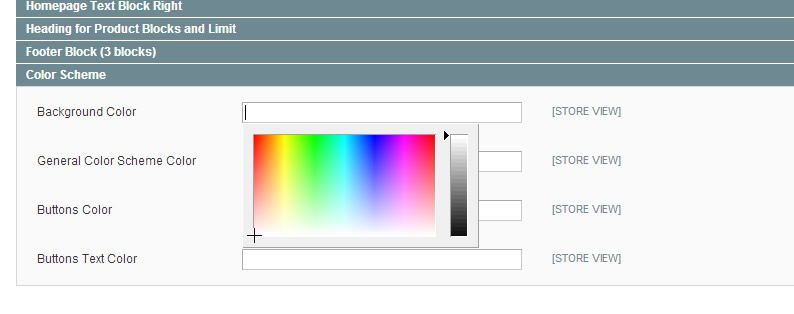 Homepage Text Block Right
Heading for Product Blocks and Limit
Footer Block (3 blocks)
Color Scheme
Background Color [STORE VIEW]
General Color Scheme Color [STORE VIEW]
Buttons Color [STORE VIEW]
Buttons Text Color [STORE VIEW]